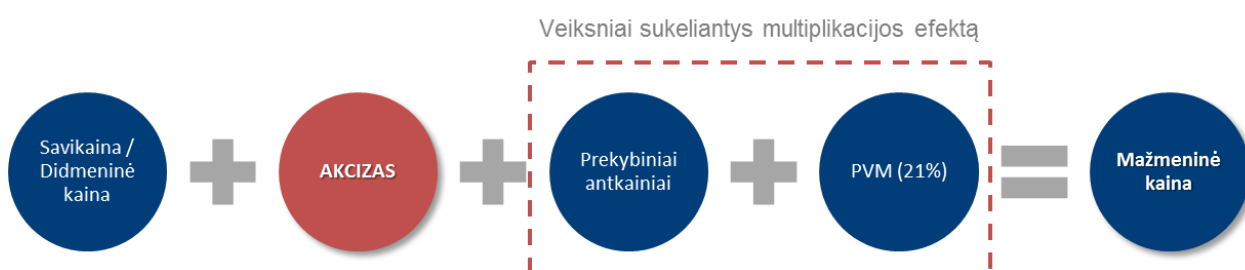 Veiksniai sukeliantys multiplikacijos efektą
Savikaina /
Didmeninė
kaina
AKCIZAS
Prekybiniai
antkainiai
PVM (21%)
Mažmeninė
kaina